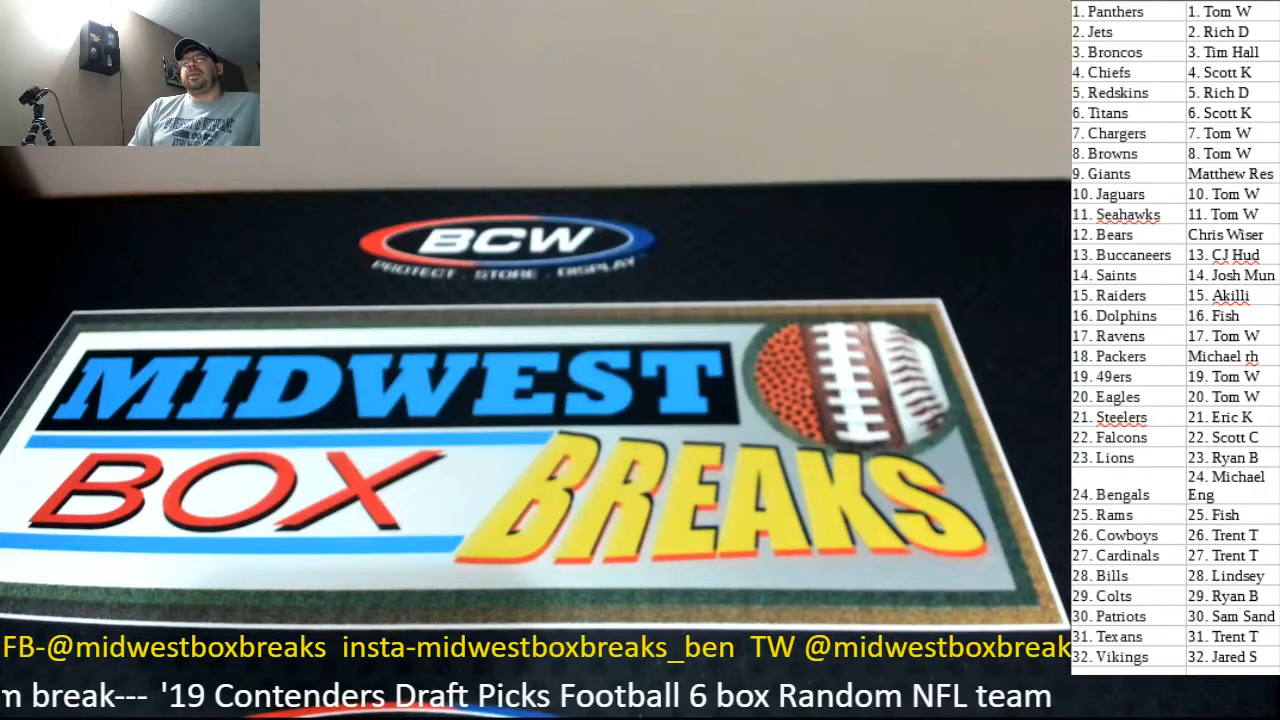 BCW
PROTECT · STORE · DISPLAY
MIDWEST
BOX BREAKS
FB-@midwestboxbreaks insta-midwestboxbreaks_ben TW @midwestboxbreak
m break--- '19 Contenders Draft Picks Football 6 box Random NFL team
1. Panthers 1. Tom W
2. Jets 2. Rich D
3. Broncos 3. Tim Hall
4. Chiefs 4. Scott K
5. Redskins 5. Rich D
6. Titans 6. Scott K
7. Chargers 7. Tom W
8. Browns 8. Tom W
9. Giants Matthew Res
10. Jaguars 10. Tom W
11. Seahawks 11. Tom W
12. Bears Chris Wiser
13. Buccaneers 13. CJ Hud
14. Saints 14. Josh Mun
15. Raiders 15. Akilli
16. Dolphins 16. Fish
17. Ravens 17. Tom W
18. Packers Michael rh
19. 49ers 19. Tom W
20. Eagles 20. Tom W
21. Steelers 21. Eric K
22. Falcons 22. Scott C
23. Lions 23. Ryan B
24. Michael
24. Bengals Eng
25. Rams 25. Fish
26. Cowboys 26. Trent T
27. Cardinals 27. Trent T
28. Bills 28. Lindsey
29. Colts 29. Ryan B
30. Patriots 30. Sam Sand
31. Texans 31. Trent T
32. Vikings 32. Jared S